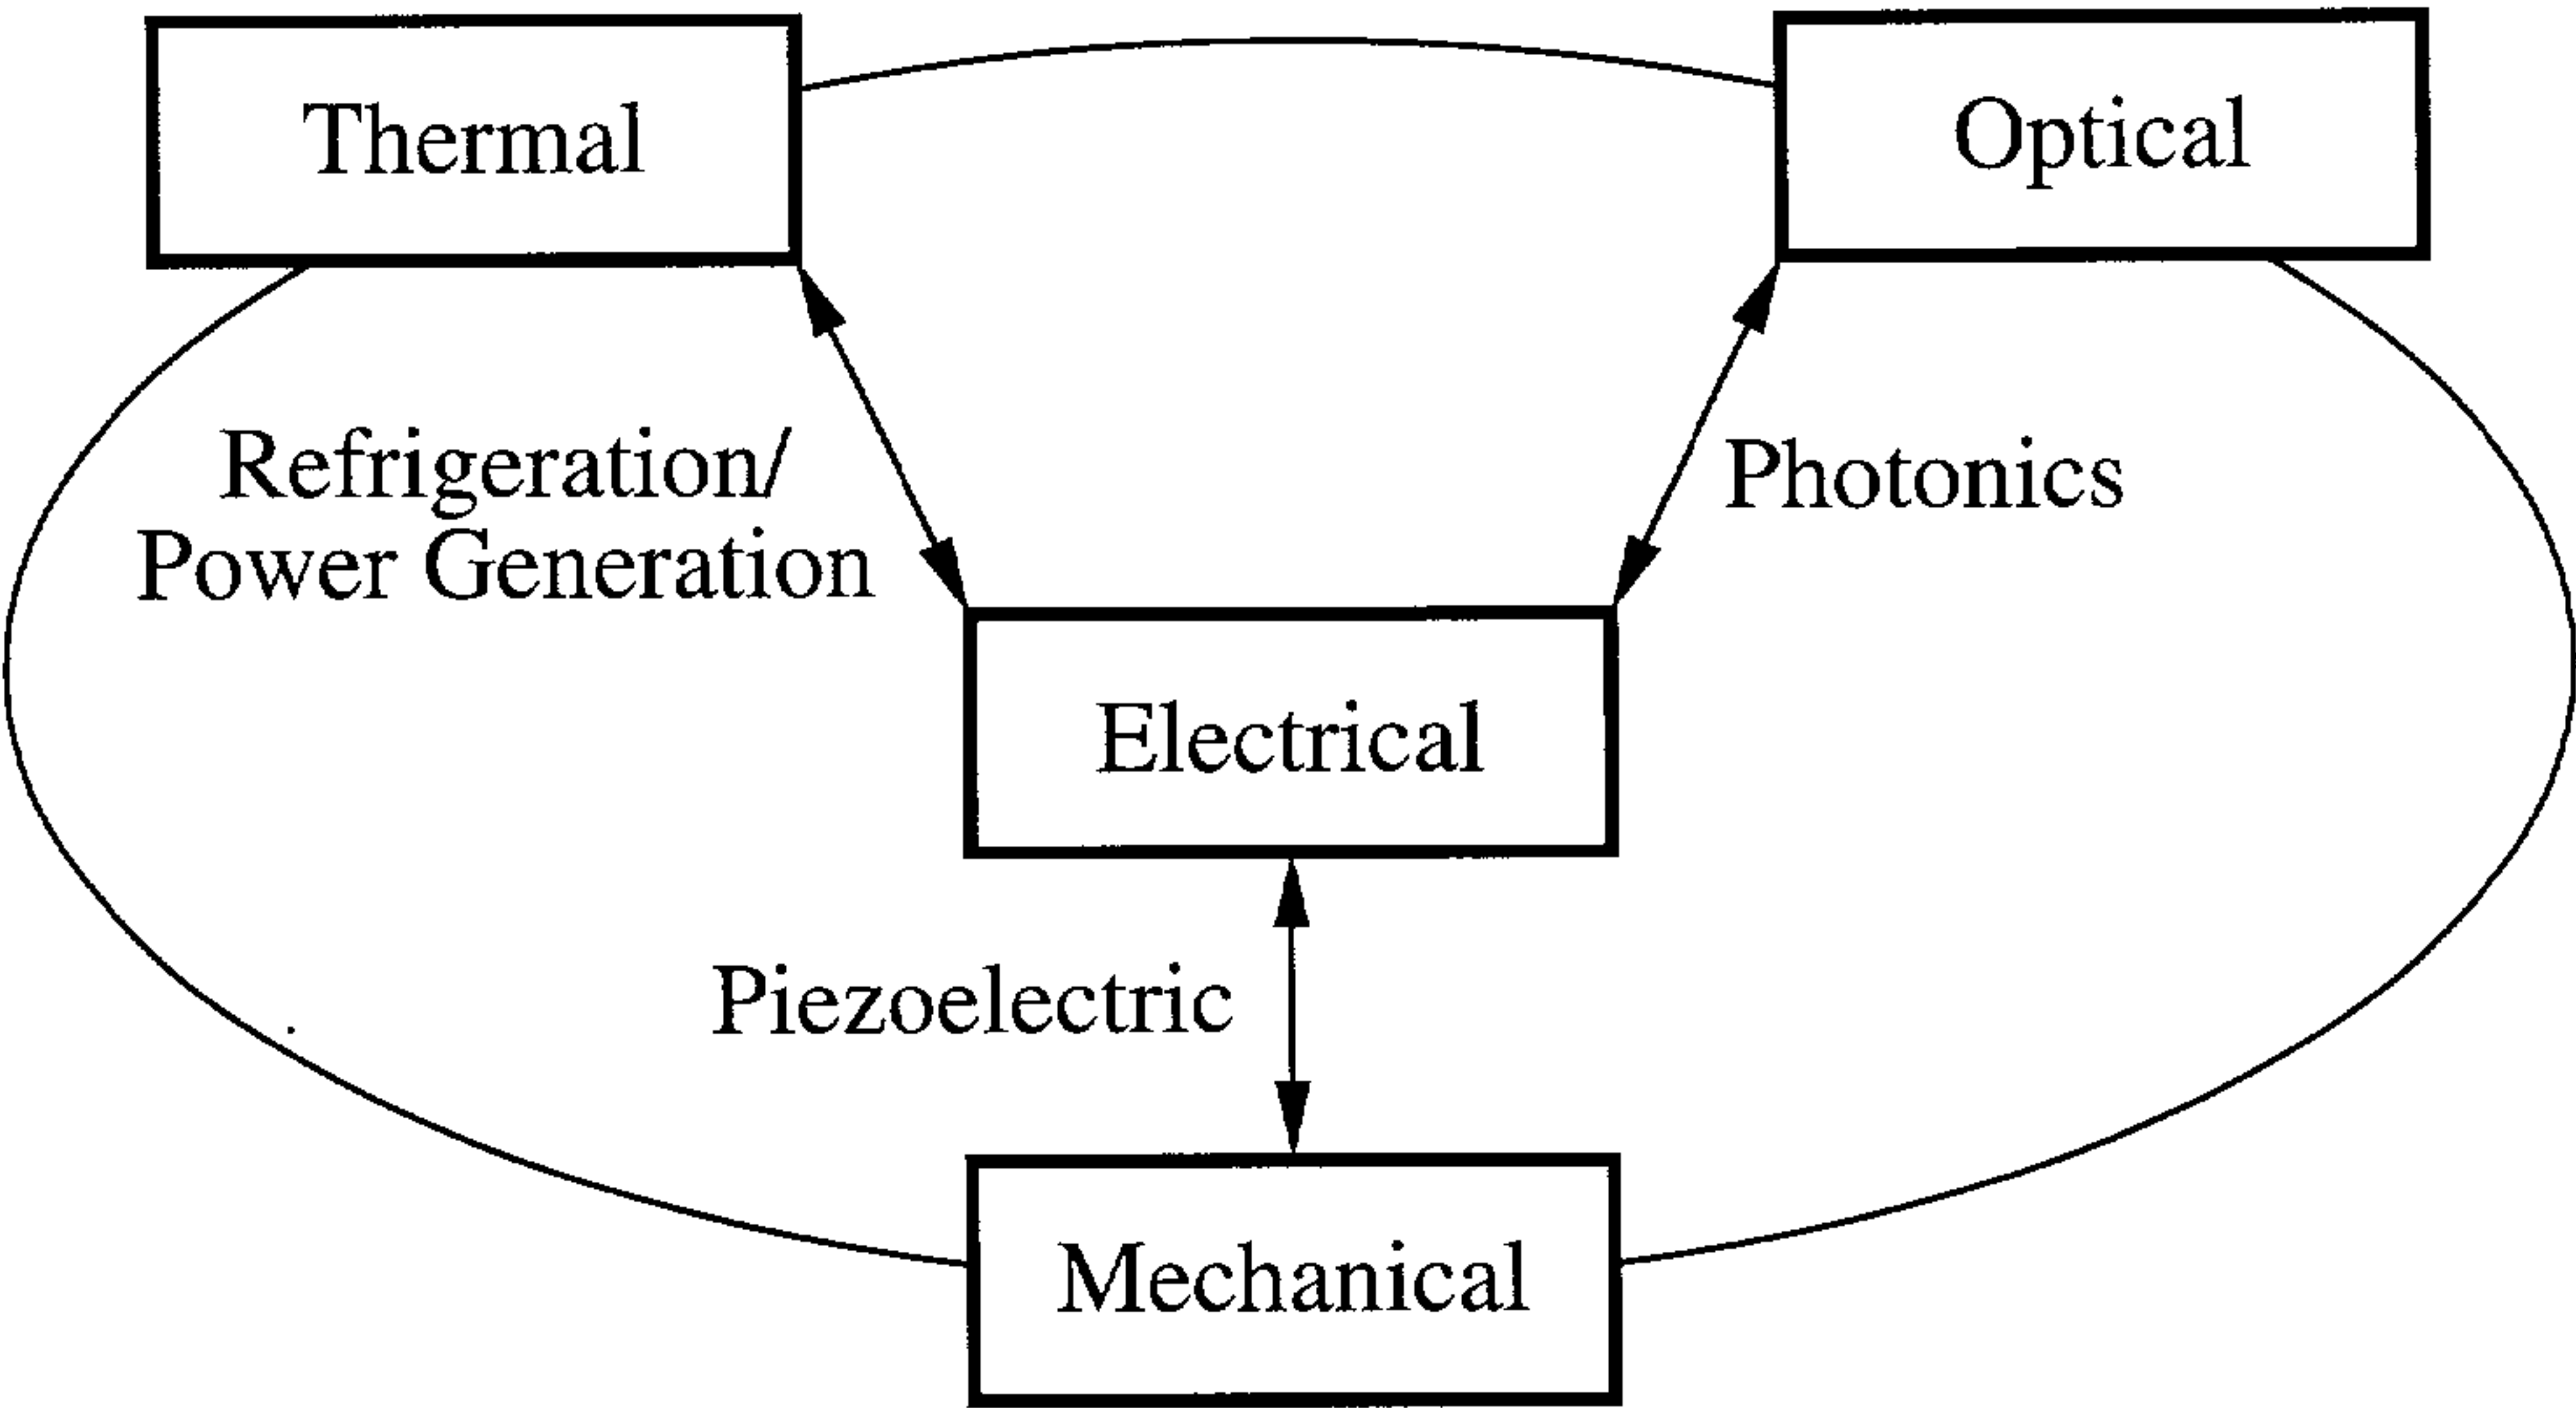 Thermal
Optical
Refrigeration/
Power Generation
Photonics
Electrical
Piezoelectric
Mechanical